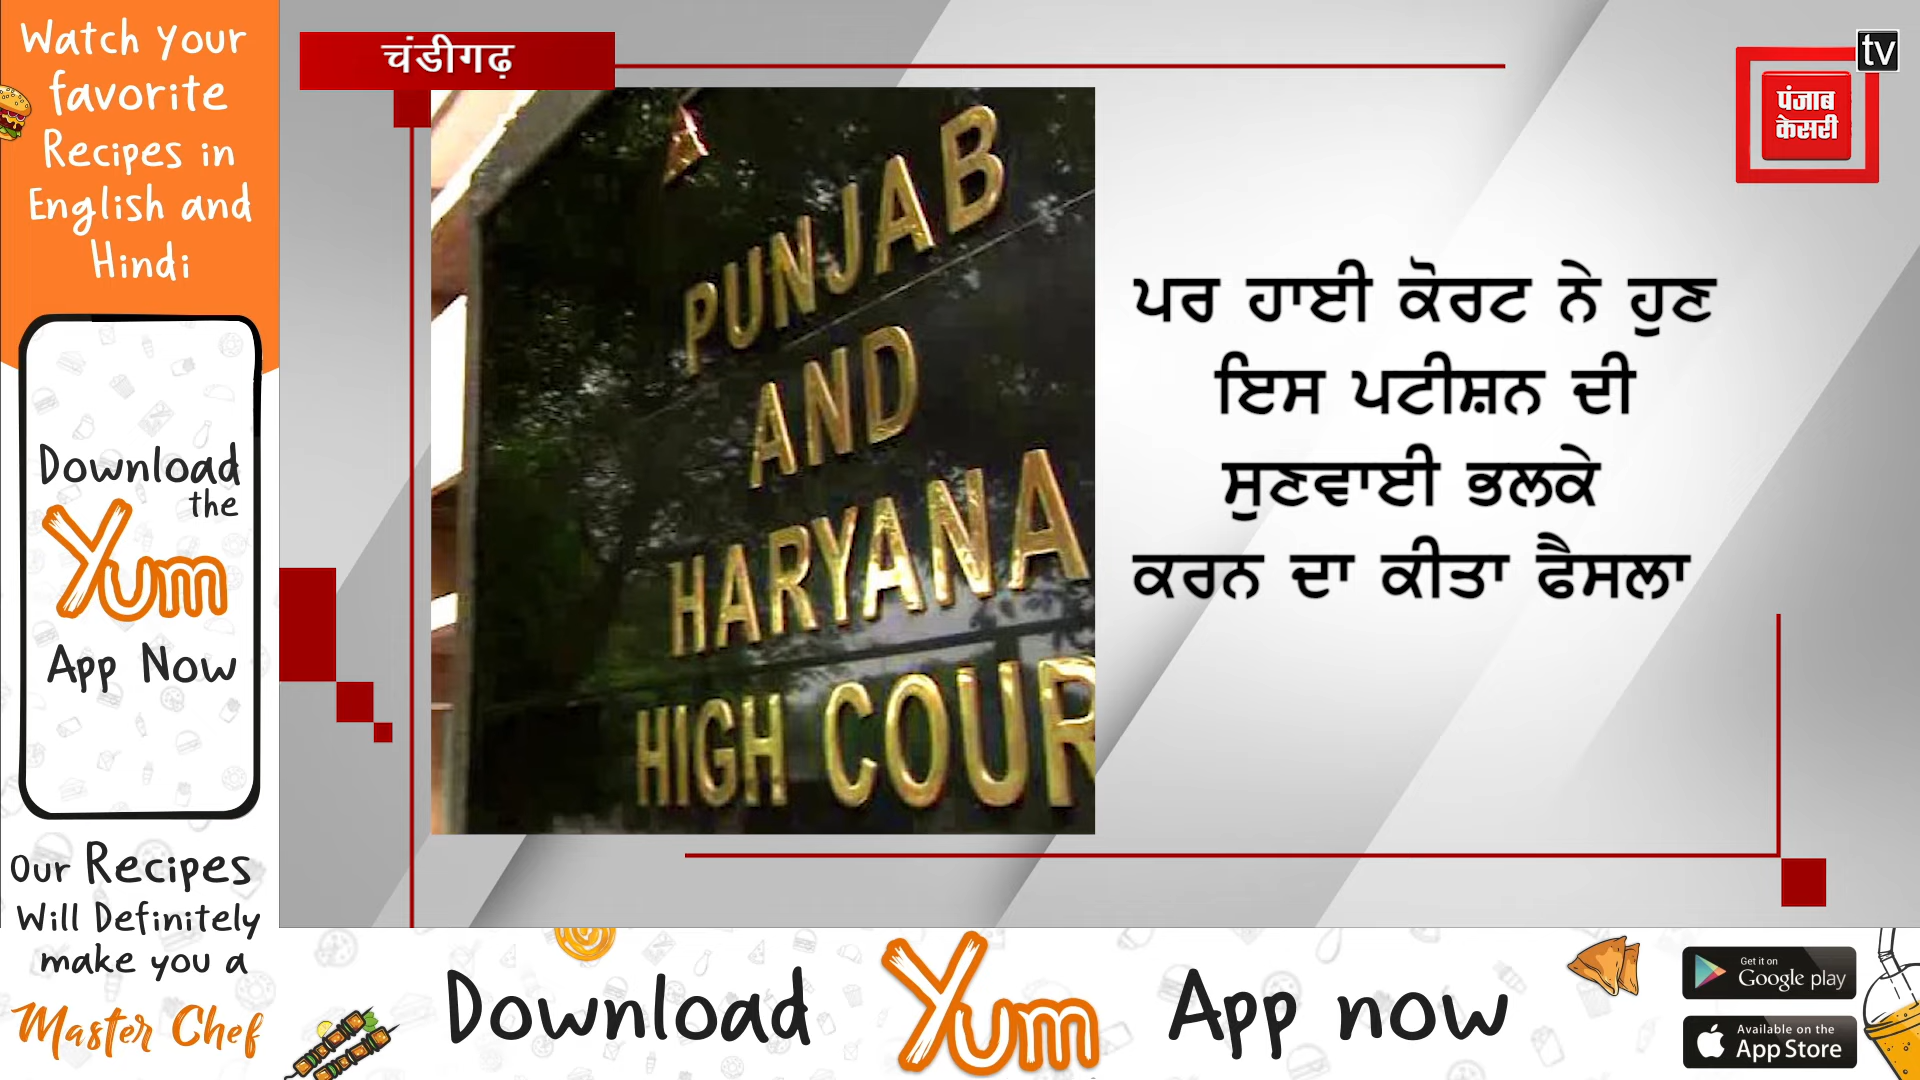 Watch your
favorite
Recipes in
English and
Hindi
Download
the
Yum
App Now
Our Recipes
Will Definitely
make you a
Master Chef
चंडीगढ़
PUNJAB
AND
HARYANA
HIGH COUR
ਪਰ ਹਾਈ ਕੋਰਟ ਨੇ ਹੁਣ
ਇਸ ਪਟੀਸ਼ਨ ਦੀ
ਸੁਣਵਾਈ ਭਲਕੇ
ਕਰਨ ਦਾ ਕੀਤਾ ਫੈਸਲਾ
tv
ਪंजाब
केसरी
Download Yum App now
Get it on
Google play
Available on the
App Store